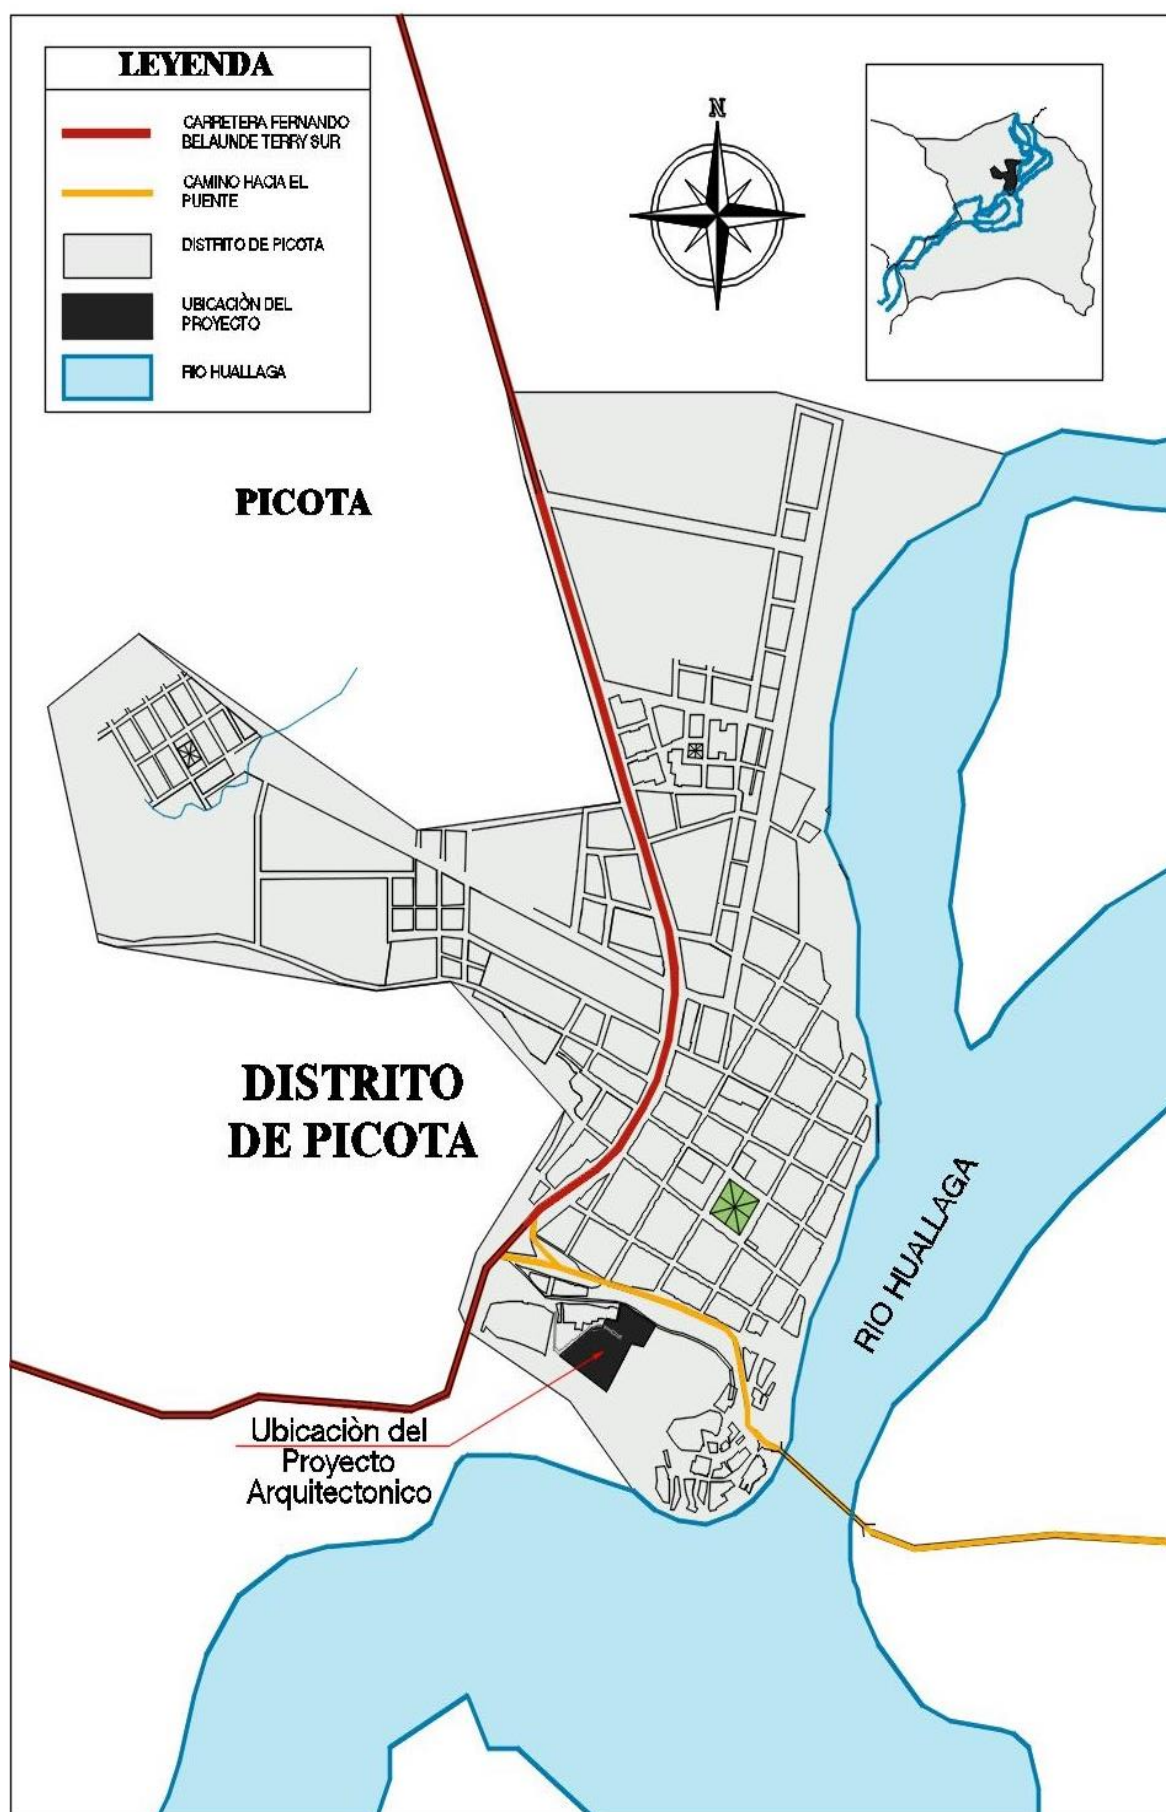 LEYENDA
CARRETERA FERNANDO
BELAUNDE TERRY SUR
CAMINO HACIA EL
PUENTE
DISTRITO DE PICOTA
UBICACIÒN DEL
PROYECTO
RIO HUALLAGA
N
PICOTA
DISTRITO
DE PICOTA
RIO HUALLAGA
Ubicaciòn del
Proyecto
Arquitectonico